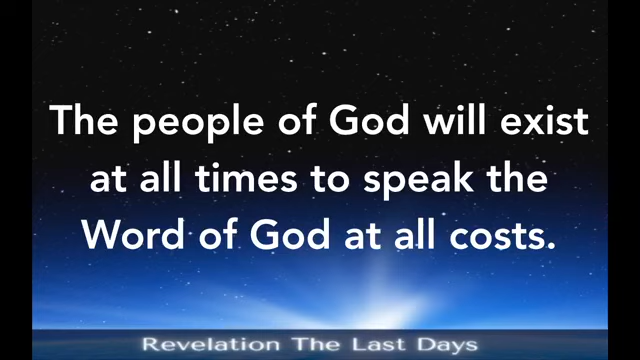 The people of God will exist
at all times to speak the
Word of God at all costs.
Revelation The Last Days